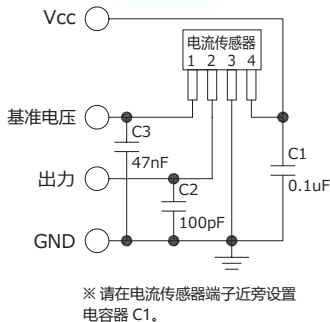 Vcc
电流传感器
1 2 3 4
基准电压
C3
47nF
C1
0.1uF
出力
C2
100pF
GND
※ 请在电流传感器端子近旁设置
电容器 C1。